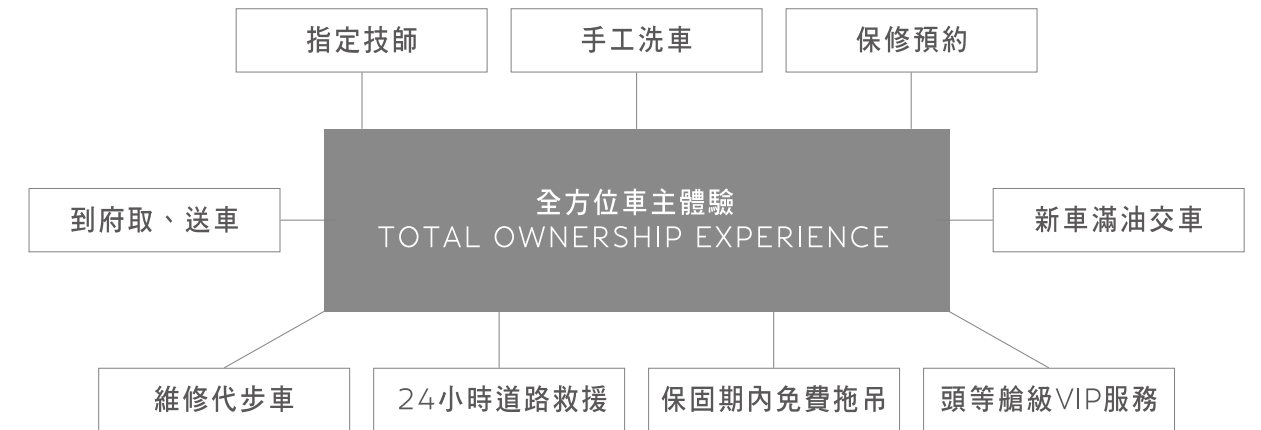 指定技師
手工洗車
保修預約
全方位車主體驗
TOTAL OWNERSHIP EXPERIENCE
到府取、送車
新車滿油交車
維修代步車
24小時道路救援
保固期內免費拖吊
頭等艙級VIP服務